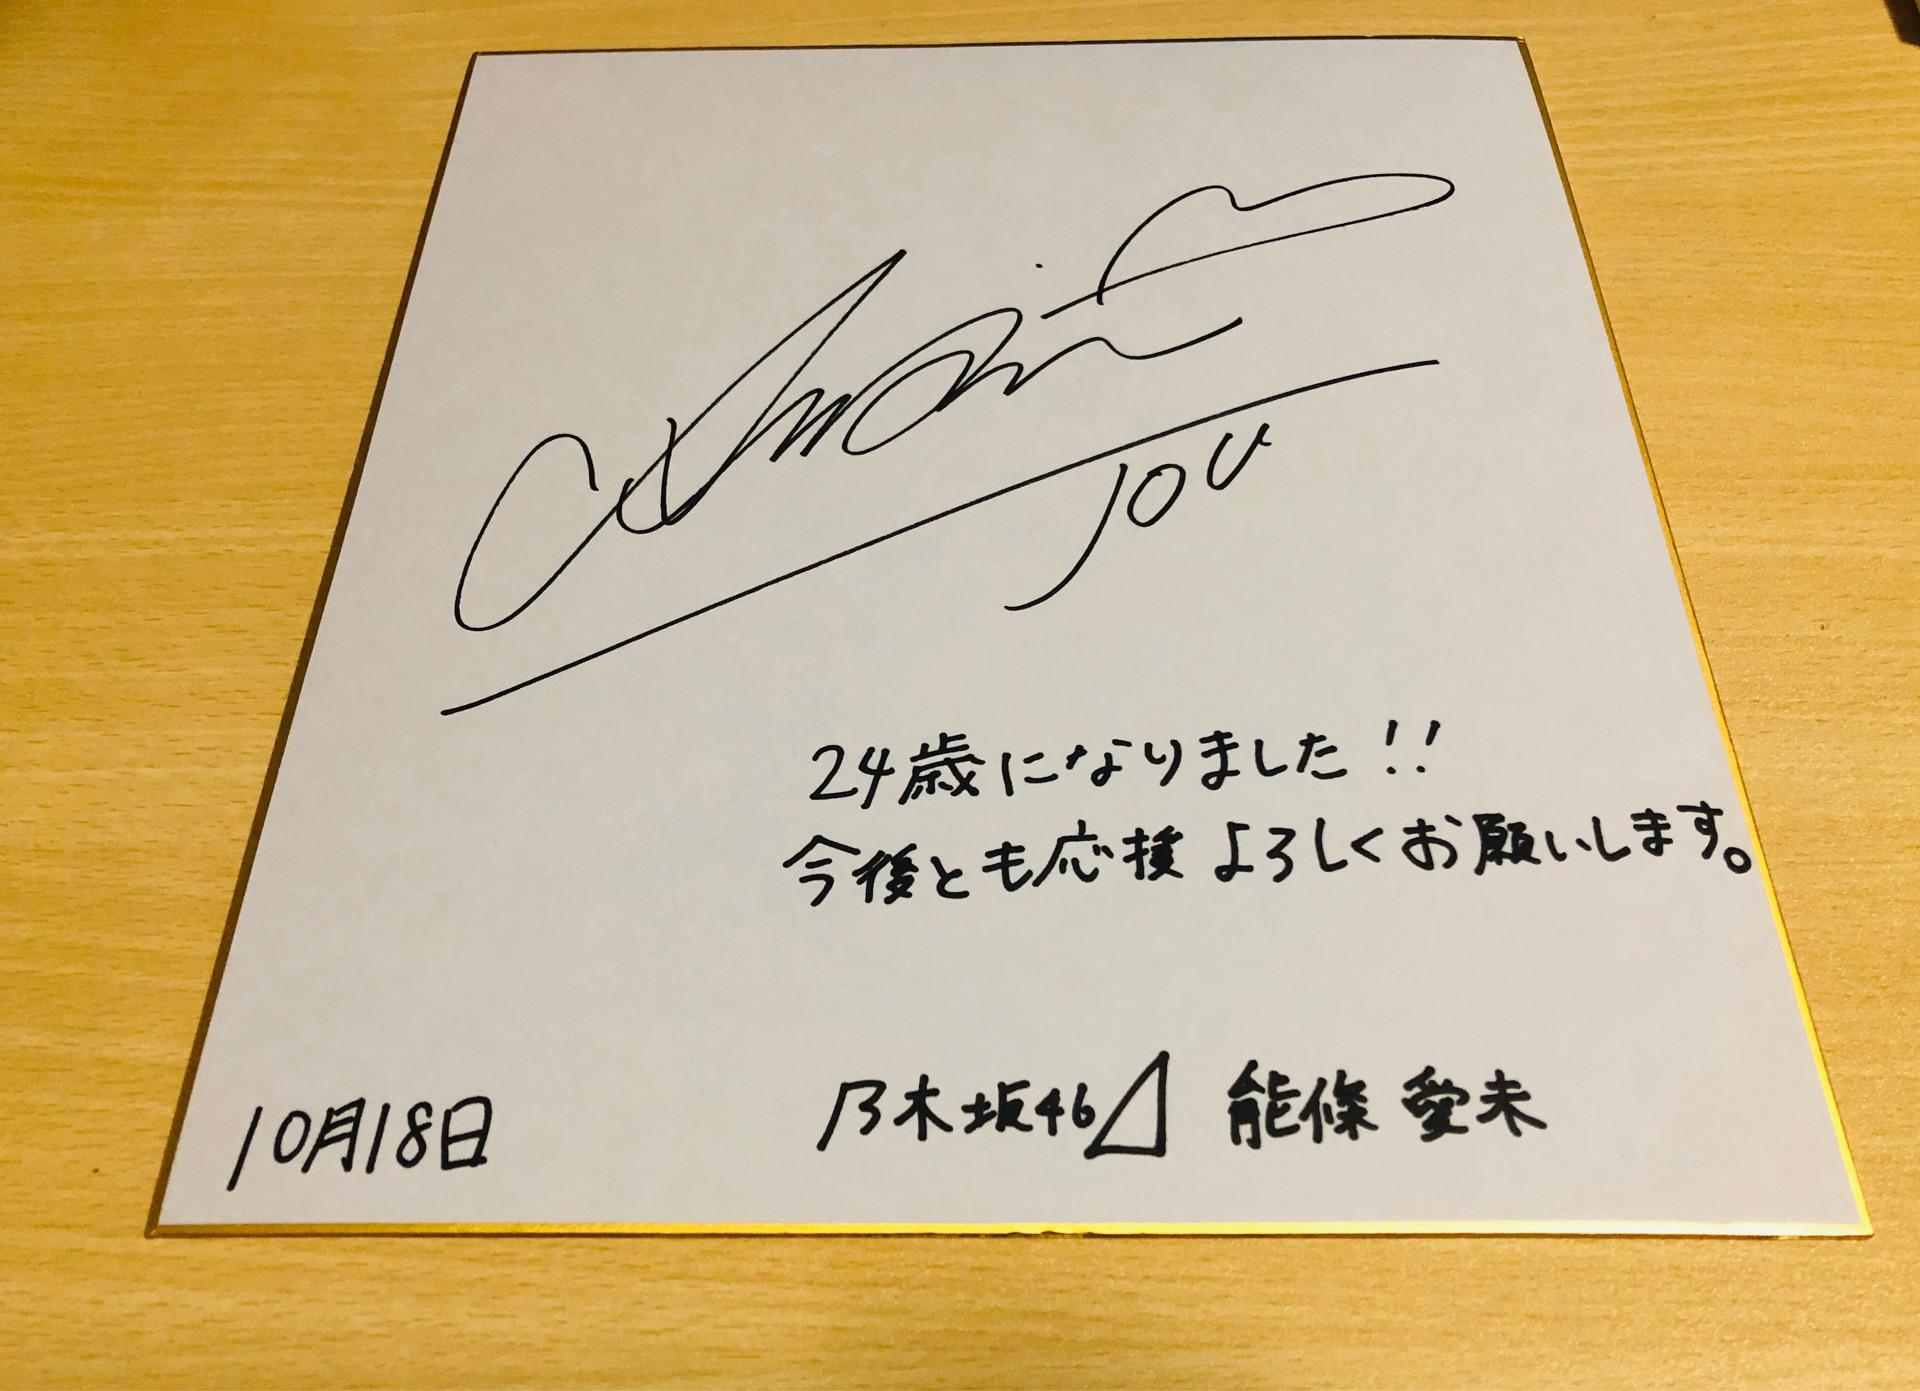 Jou
24歳になりました!!
今後とも応援よろしくお願いします。
10月18日
乃木坂46 能條愛未